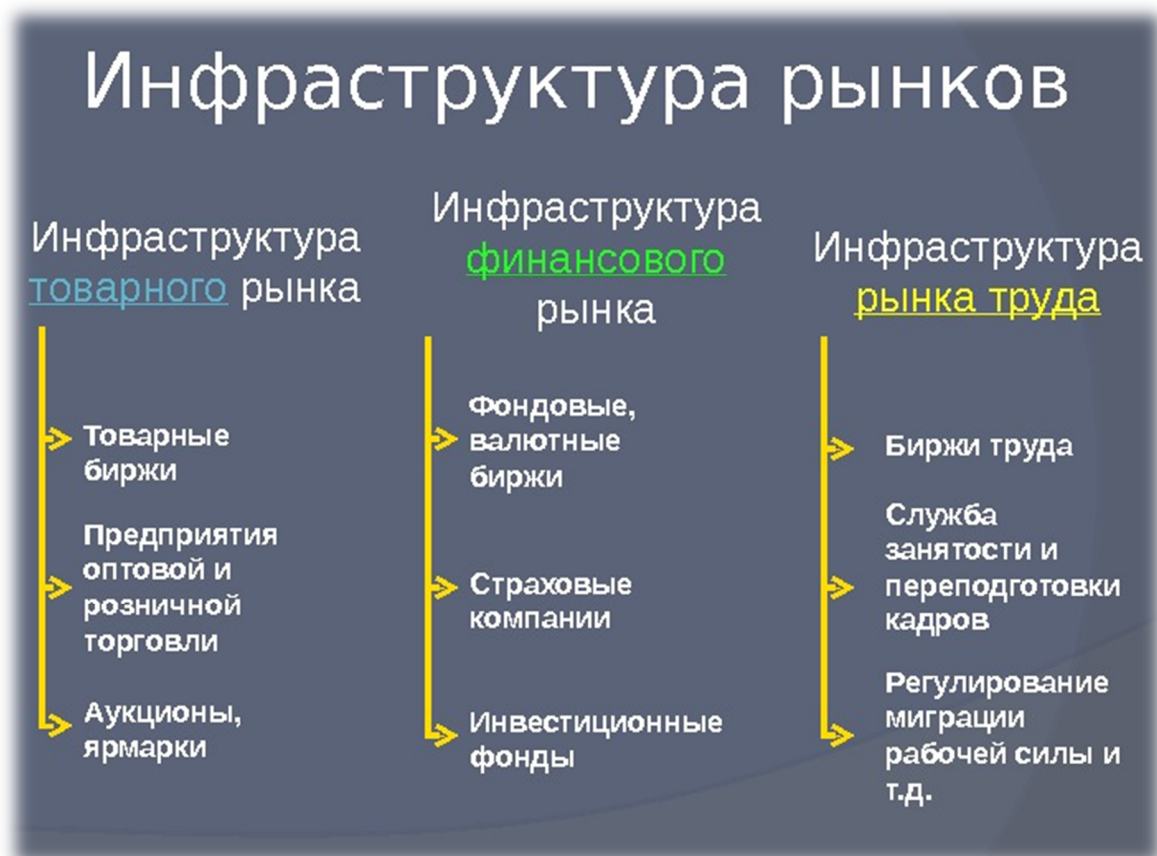 Инфраструктура рынков
Инфраструктура
товарного рынка
Товарные
биржи
Предприятия
оптовой и
розничной
торговли
Аукционы,
ярмарки
Инфраструктура
финансового
рынка
Фондовые,
валютные
биржи
Страховые
компании
Инвестиционные
фонды
Инфраструктура
рынка труда
Биржи труда
Служба
занятости и
переподготовки
кадров
Регулирование
миграции
рабочей силы и
т.д.